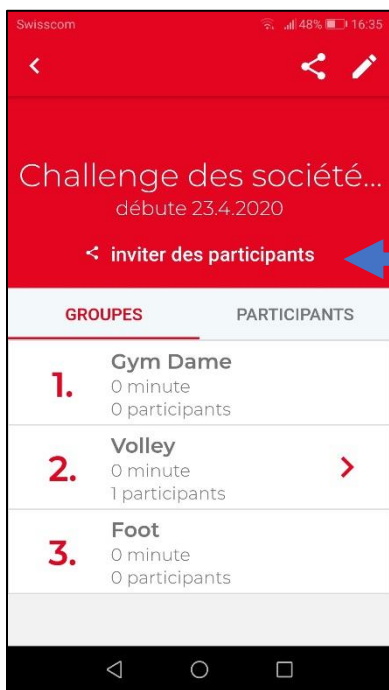 Swisscom 48% 16:35
Challenge des société...
débute 23.4.2020
inviter des participants
GROUPES PARTICIPANTS
1. Gym Dame
0 minute
0 participants
2. Volley
0 minute
1 participants
3. Foot
0 minute
0 participants